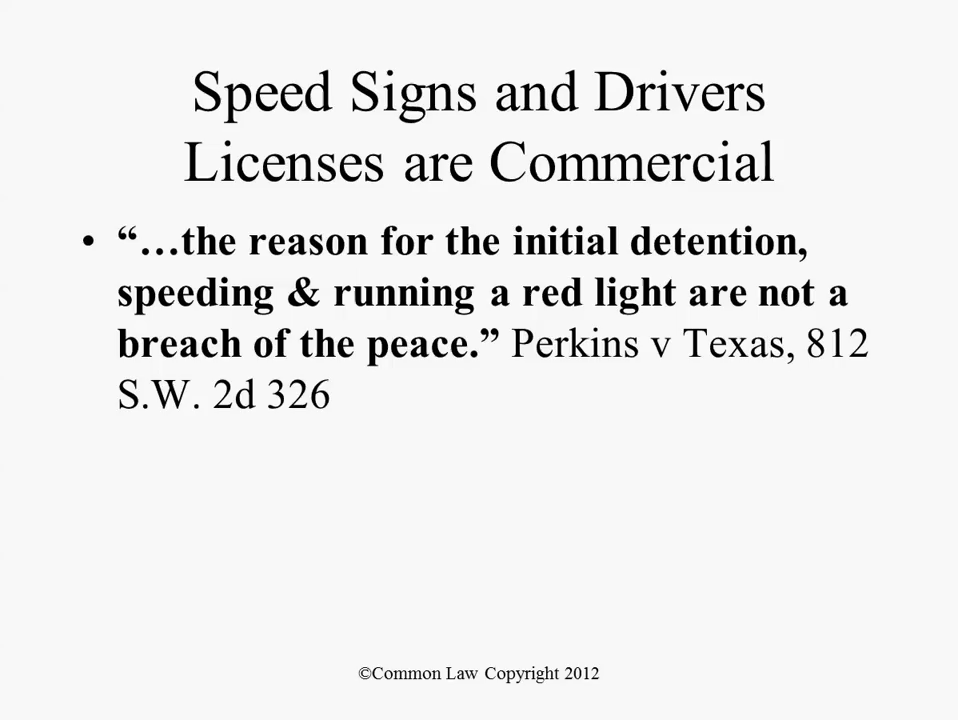 Speed Signs and Drivers
Licenses are Commercial
• “…the reason for the initial detention,
speeding & running a red light are not a
breach of the peace.” Perkins v Texas, 812
S.W. 2d 326
©Common Law Copyright 2012